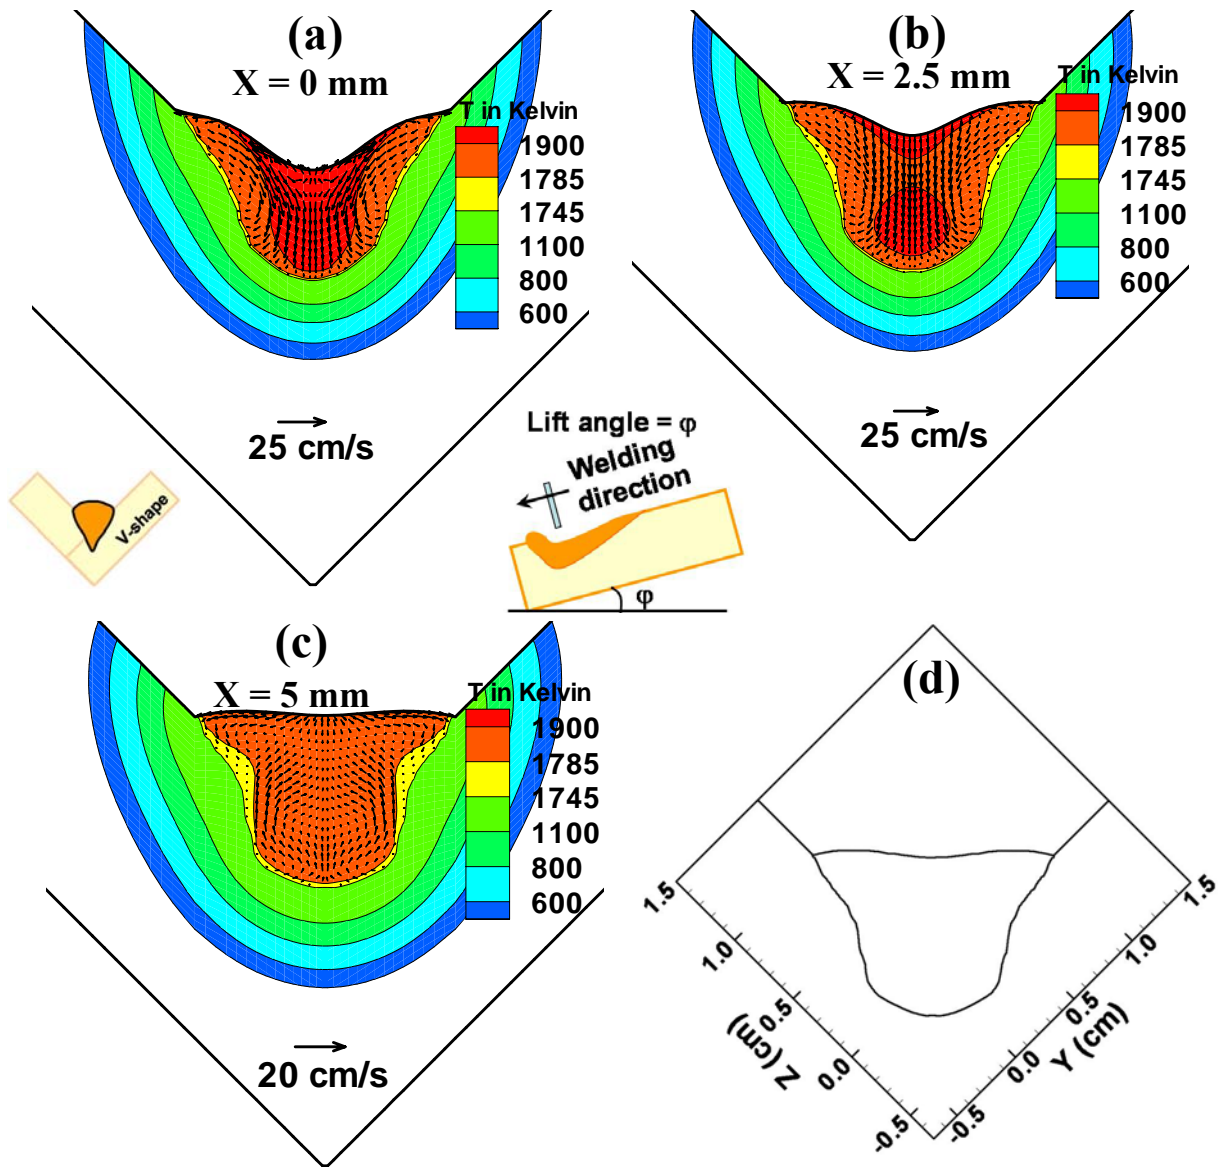 (a)
X = 0 mm
T in Kelvin
1900
1785
1745
1100
800
600
25 cm/s
(b)
X = 2.5 mm
T in Kelvin
1900
1785
1745
1100
800
600
25 cm/s
V-shape
Lift angle = φ
Welding
direction
φ
(c)
X = 5 mm
T in Kelvin
1900
1785
1745
1100
800
600
20 cm/s
(d)
1.5
1.0
0.5
0.0
-0.5
Z (cm)
1.5
1.0
0.5
0.0
-0.5
Y (cm)